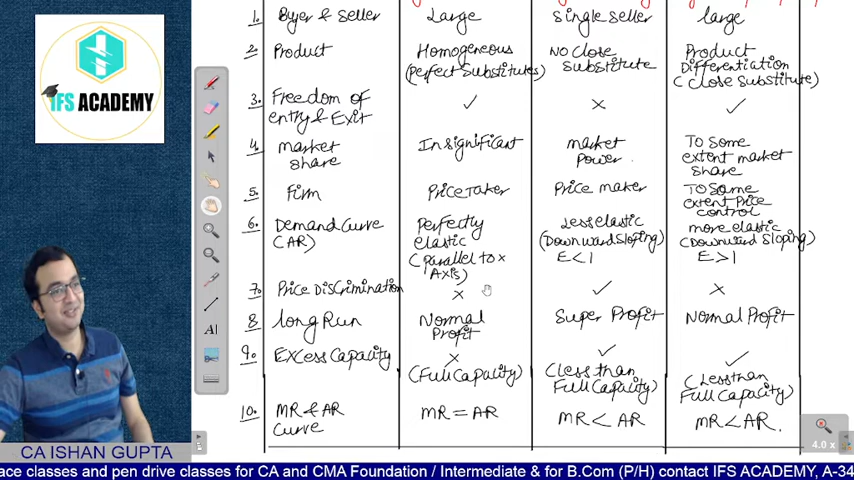 1. Buyer & Seller Large single seller large
2. Product Homogeneous No close Product
(perfect Substitutes) substitute Differentiation
(close substitute)
IFS ACADEMY
3. Freedom of ✓ × ✓
entry & Exit
4. market Insignificant market To some
share power extent market
share
5. Firm Price taker Price maker To some
extent Price
control
6. Demand Curve Perfectly Less elastic more elastic
(AR) elastic (Downward sloping) (Downward sloping)
(parallel to x E<1 E>1
Axis)
7. Price Discrimination × ✓ ×
8 long Run Normal Super Profit Normal Profit
Profit
9. Excess Capacity × ✓ ✓
(Full Capacity) (less than (Less than
Full Capacity) Full Capacity)
10. MR & AR MR = AR MR < AR MR < AR.
Curve
4.0 x
CA ISHAN GUPTA
ace classes and pen drive classes for CA and CMA Foundation / Intermediate & for B.Com (P/H) contact IFS ACADEMY, A-34